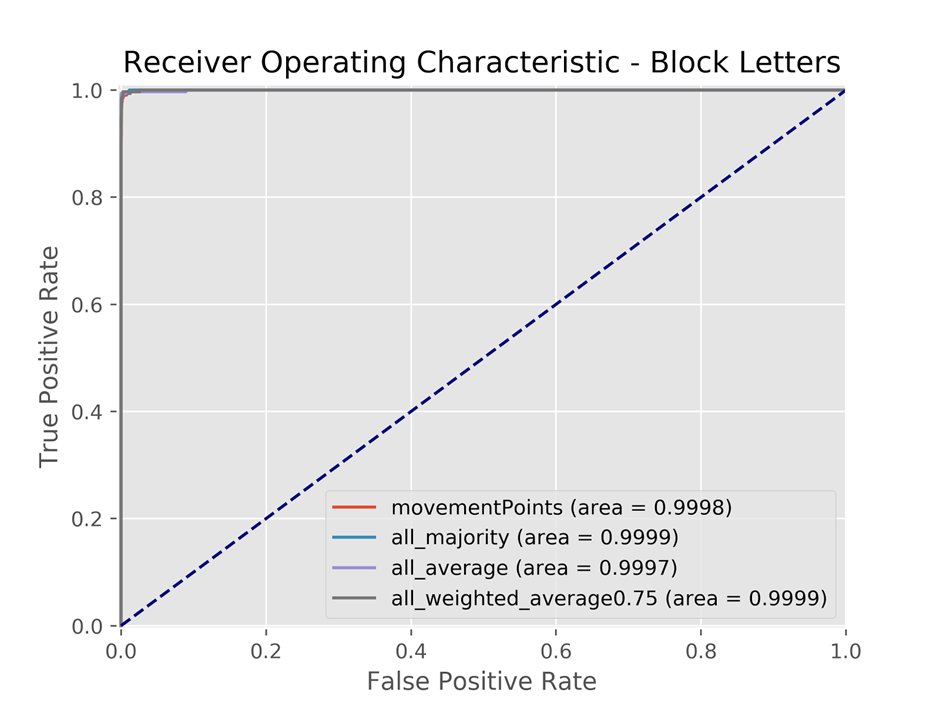 Receiver Operating Characteristic - Block Letters
1.0
0.8
0.6
0.4
0.2
0.0
True Positive Rate
movementPoints (area = 0.9998)
all_majority (area = 0.9999)
all_average (area = 0.9997)
all_weighted_average0.75 (area = 0.9999)
0.0 0.2 0.4 0.6 0.8 1.0
False Positive Rate